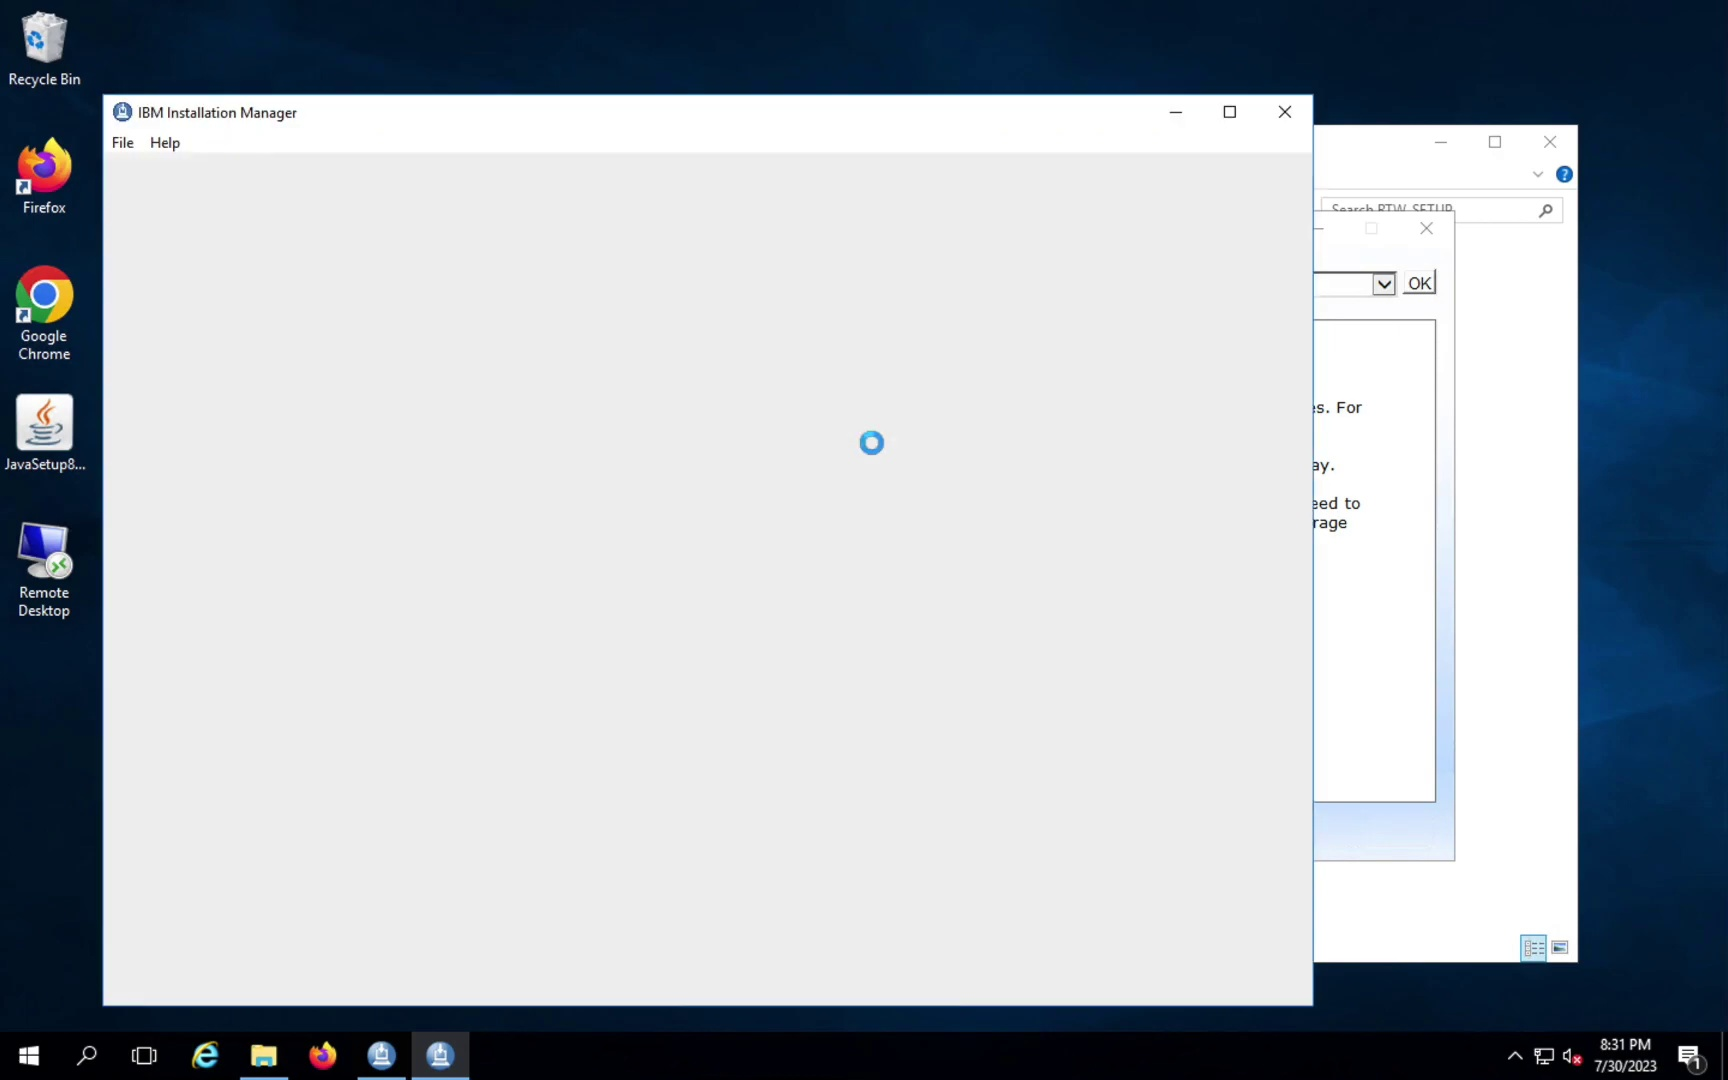 Recycle Bin
Firefox
Google
Chrome
JavaSetup8...
Remote
Desktop
IBM Installation Manager
File Help
OK
. For
ay.
eed to
rage
8:31 PM
7/30/2023
1